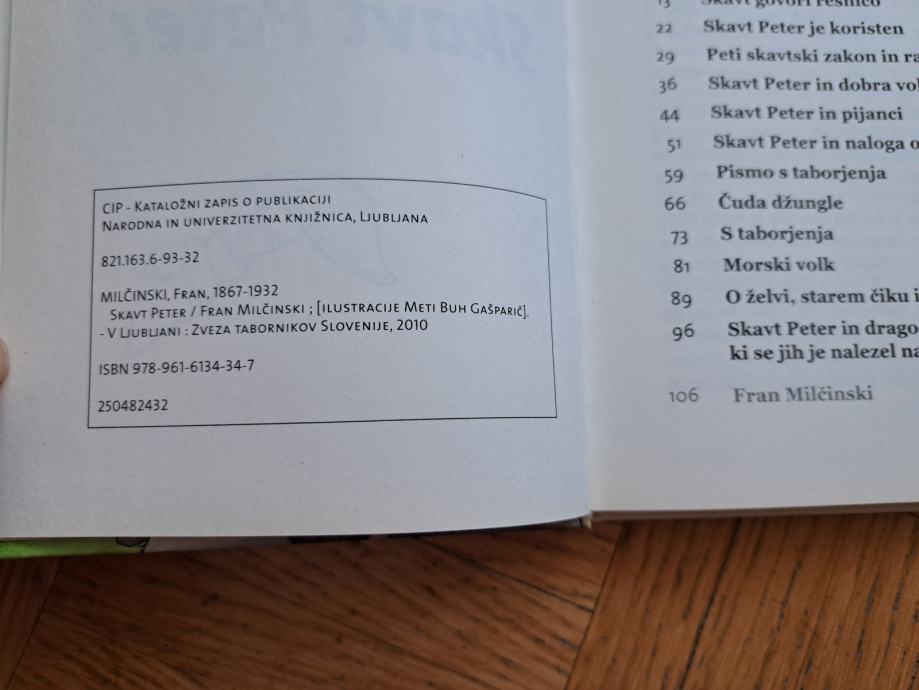 CIP - KATALOŽNI ZAPIS O PUBLIKACIJI
NARODNA IN UNIVERZITETNA KNJIŽNICA, LJUBLJANA
821.163.6-93-32
MILČINSKI, FRAN, 1867-1932
SKAVT PETER / FRAN MILČINSKI ; [ILUSTRACIJE METI BUH GAŠPARIČ].
- V LJUBLJANI : ZVEZA TABORNIKOV SLOVENIJE, 2010
ISBN 978-961-6134-34-7
250482432
13 Skavt govori resnico
22 Skavt Peter je koristen
29 Peti skavtski zakon in
36 Skavt Peter in dobra
44 Skavt Peter in pijanci
51 Skavt Peter in naloga
59 Pismo s taborjenja
66 Čuda džungle
73 S taborjenja
81 Morski volk
89 O želvi, starem čiku
96 Skavt Peter in
ki se jih je nalezel
106 Fran Milčinski